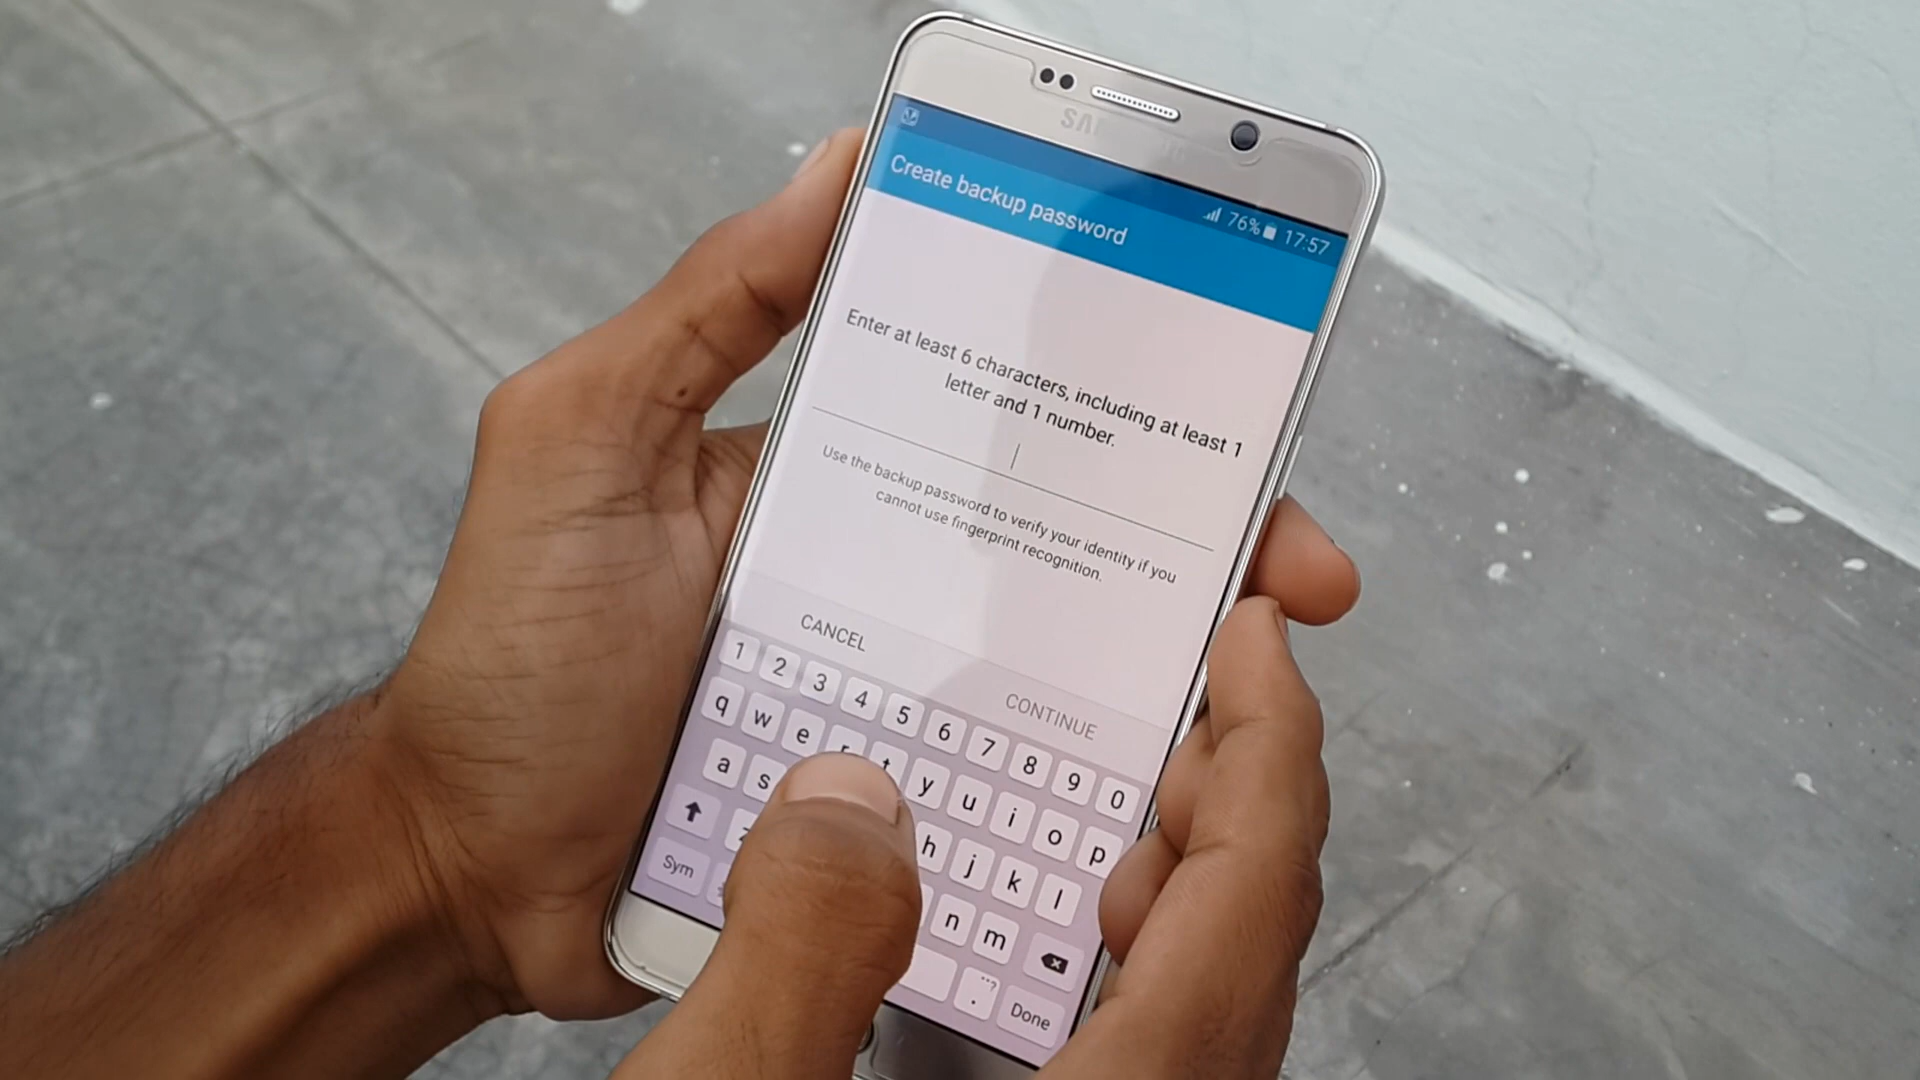 SA
76% 17:57
Create backup password
Enter at least 6 characters, including at least 1
letter and 1 number.
Use the backup password to verify your identity if you
cannot use fingerprint recognition.
CANCEL
CONTINUE
1 2 3 4 5 6 7 8 9 0
q w e r t y u i o p
a s h j k l
z n m
Sym . Done